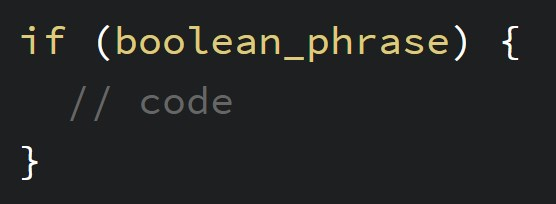 if (boolean_phrase) {
  // code
}